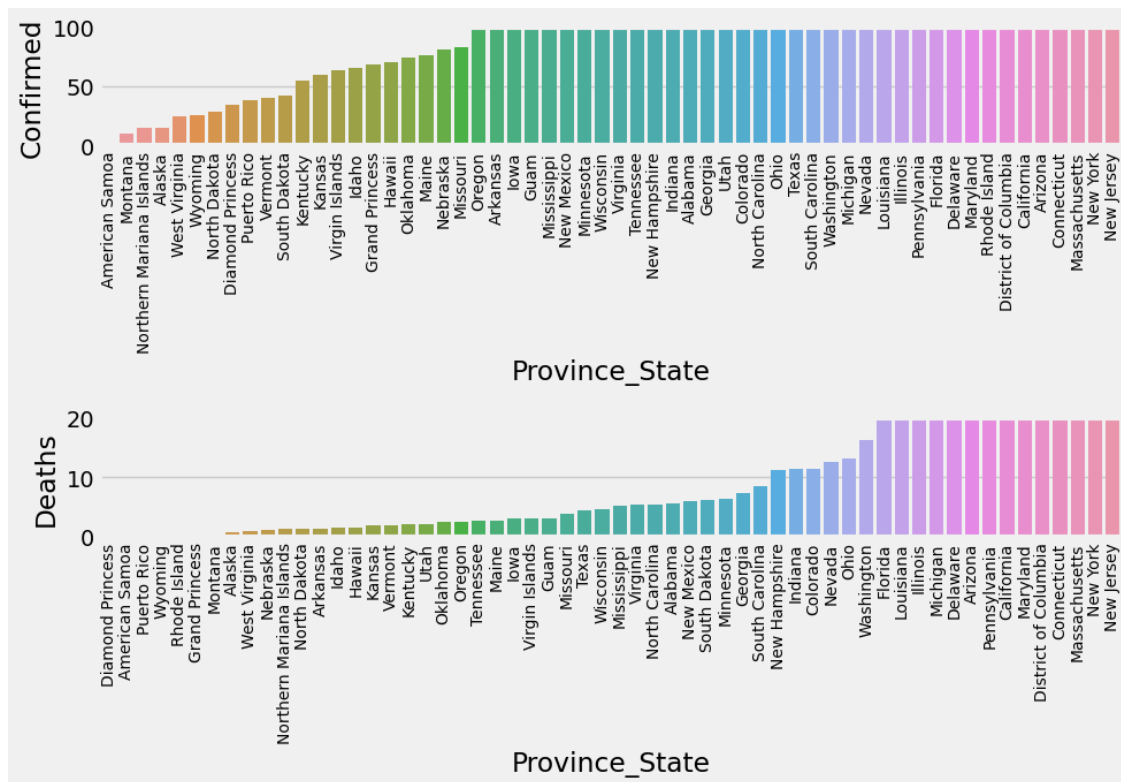 Confirmed
100
50
0
American Samoa
Montana
Northern Mariana Islands
Alaska
West Virginia
Wyoming
North Dakota
Diamond Princess
Puerto Rico
Vermont
South Dakota
Kentucky
Kansas
Virgin Islands
Idaho
Grand Princess
Hawaii
Oklahoma
Maine
Nebraska
Missouri
Oregon
Arkansas
Iowa
Guam
Mississippi
New Mexico
Minnesota
Wisconsin
Virginia
Tennessee
New Hampshire
Indiana
Alabama
Georgia
Utah
Colorado
North Carolina
Ohio
Texas
South Carolina
Washington
Michigan
Nevada
Louisiana
Illinois
Pennsylvania
Florida
Delaware
Maryland
Rhode Island
District of Columbia
California
Arizona
Connecticut
Massachusetts
New York
New Jersey
Province_State
Deaths
20
10
0
Diamond Princess
American Samoa
Puerto Rico
Wyoming
Rhode Island
Grand Princess
Montana
Alaska
West Virginia
Nebraska
Northern Mariana Islands
North Dakota
Arkansas
Idaho
Hawaii
Kansas
Vermont
Kentucky
Utah
Oklahoma
Oregon
Tennessee
Maine
Iowa
Virgin Islands
Guam
Missouri
Texas
Wisconsin
Mississippi
Virginia
North Carolina
Alabama
New Mexico
South Dakota
Minnesota
Georgia
South Carolina
New Hampshire
Indiana
Colorado
Nevada
Ohio
Washington
Florida
Louisiana
Illinois
Michigan
Delaware
Arizona
Pennsylvania
California
Maryland
District of Columbia
Connecticut
Massachusetts
New York
New Jersey
Province_State